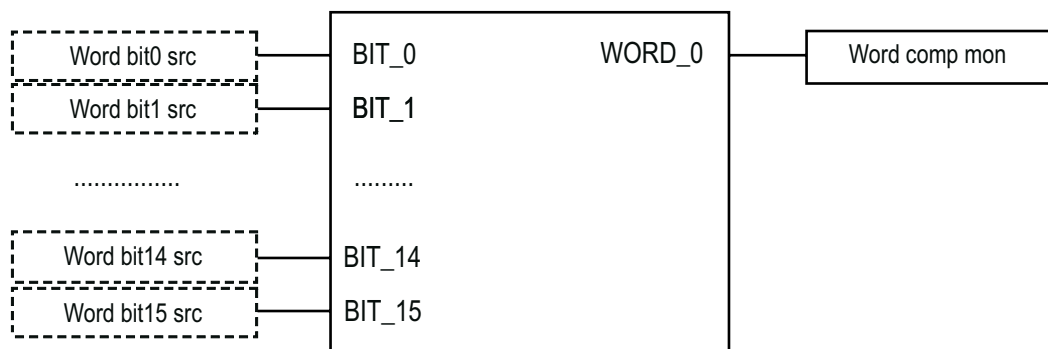 Word bit0 src BIT_0 WORD_0 Word comp mon
Word bit1 src BIT_1
................ .........
Word bit14 src BIT_14
Word bit15 src BIT_15